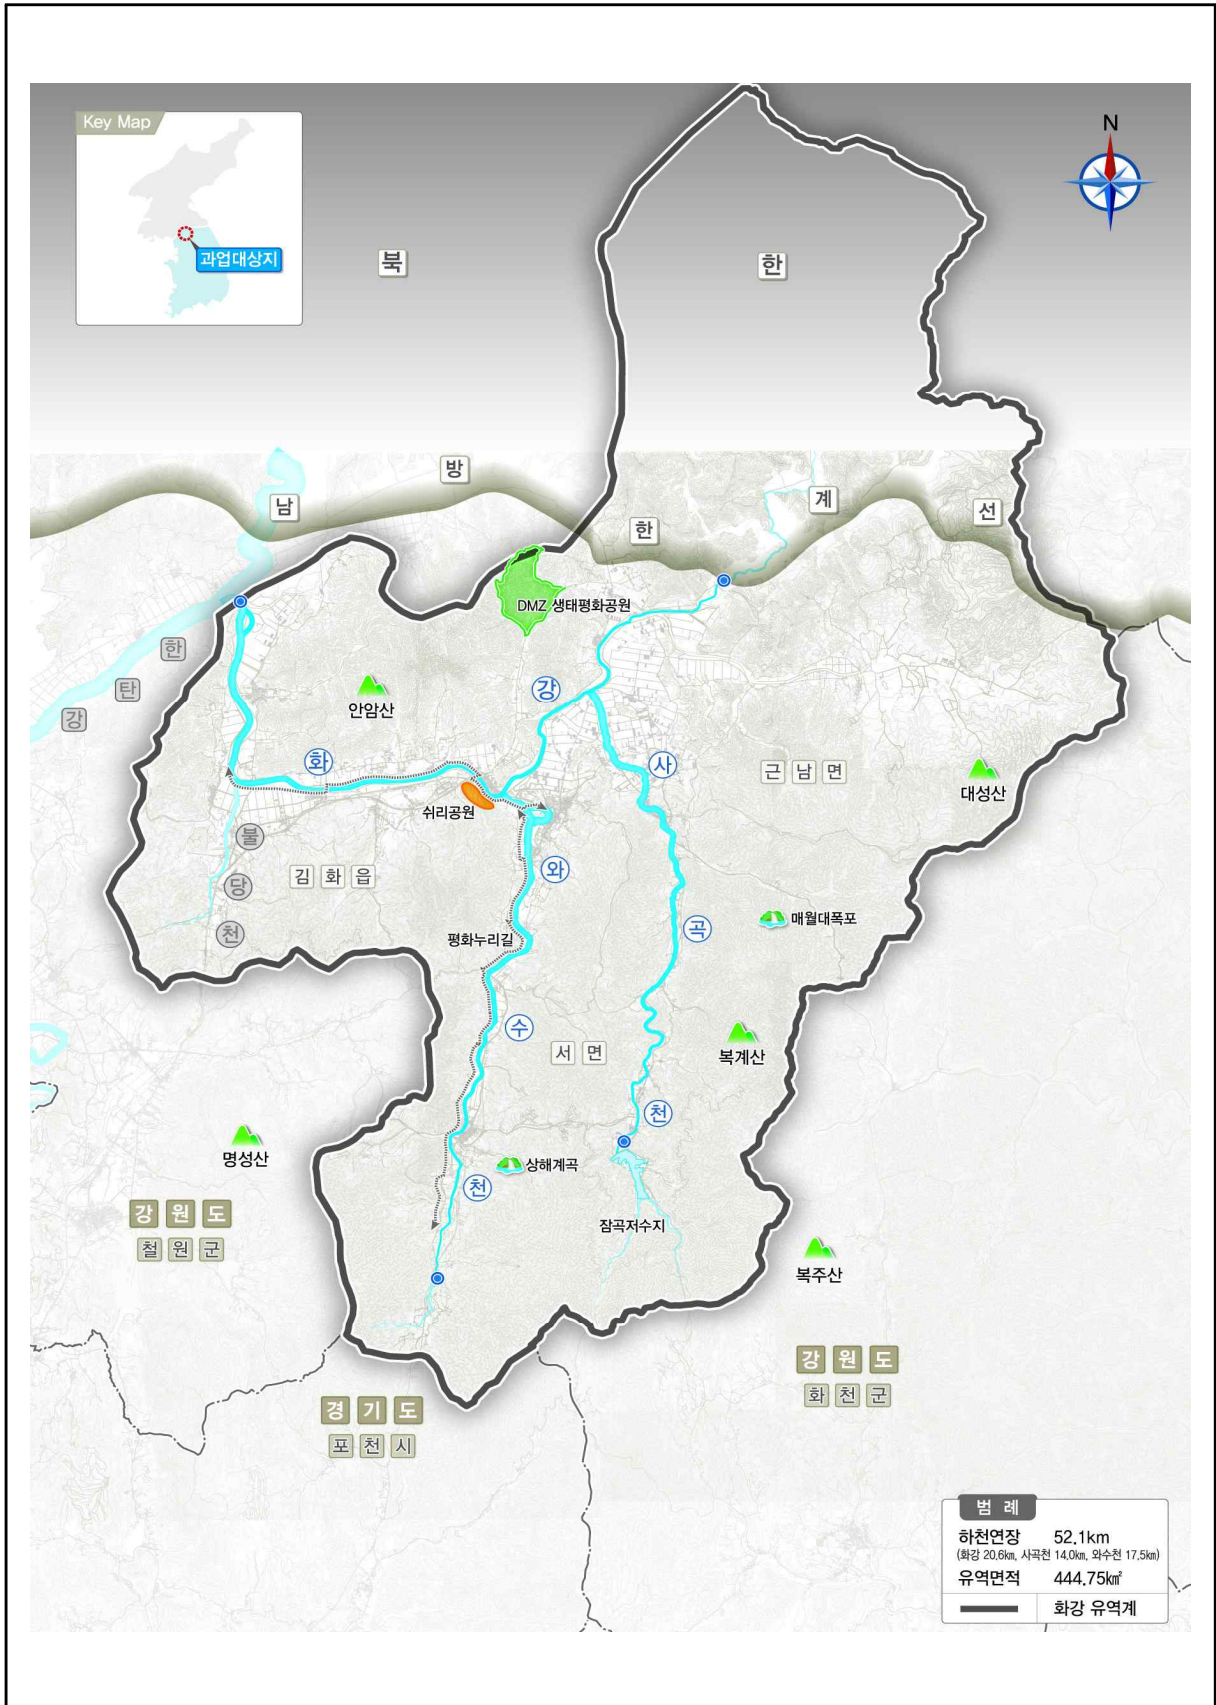 Key Map
과업대상지
N
북
한
남
방
한
계
선
DMZ 생태평화공원
한
탄
강
안암산
강
화
사
근남면
대성산
쉬리공원
불
당
천
김화읍
와
곡
매월대폭포
평화누리길
수
서면
복계산
천
명성산
상해계곡
천
잠곡저수지
강원도
철원군
복주산
강원도
화천군
경기도
포천시
범 례
하천연장 52.1km
(화강 20.6km, 사곡천 14.0km, 와수천 17.5km)
유역면적 444.75㎢
화강 유역계